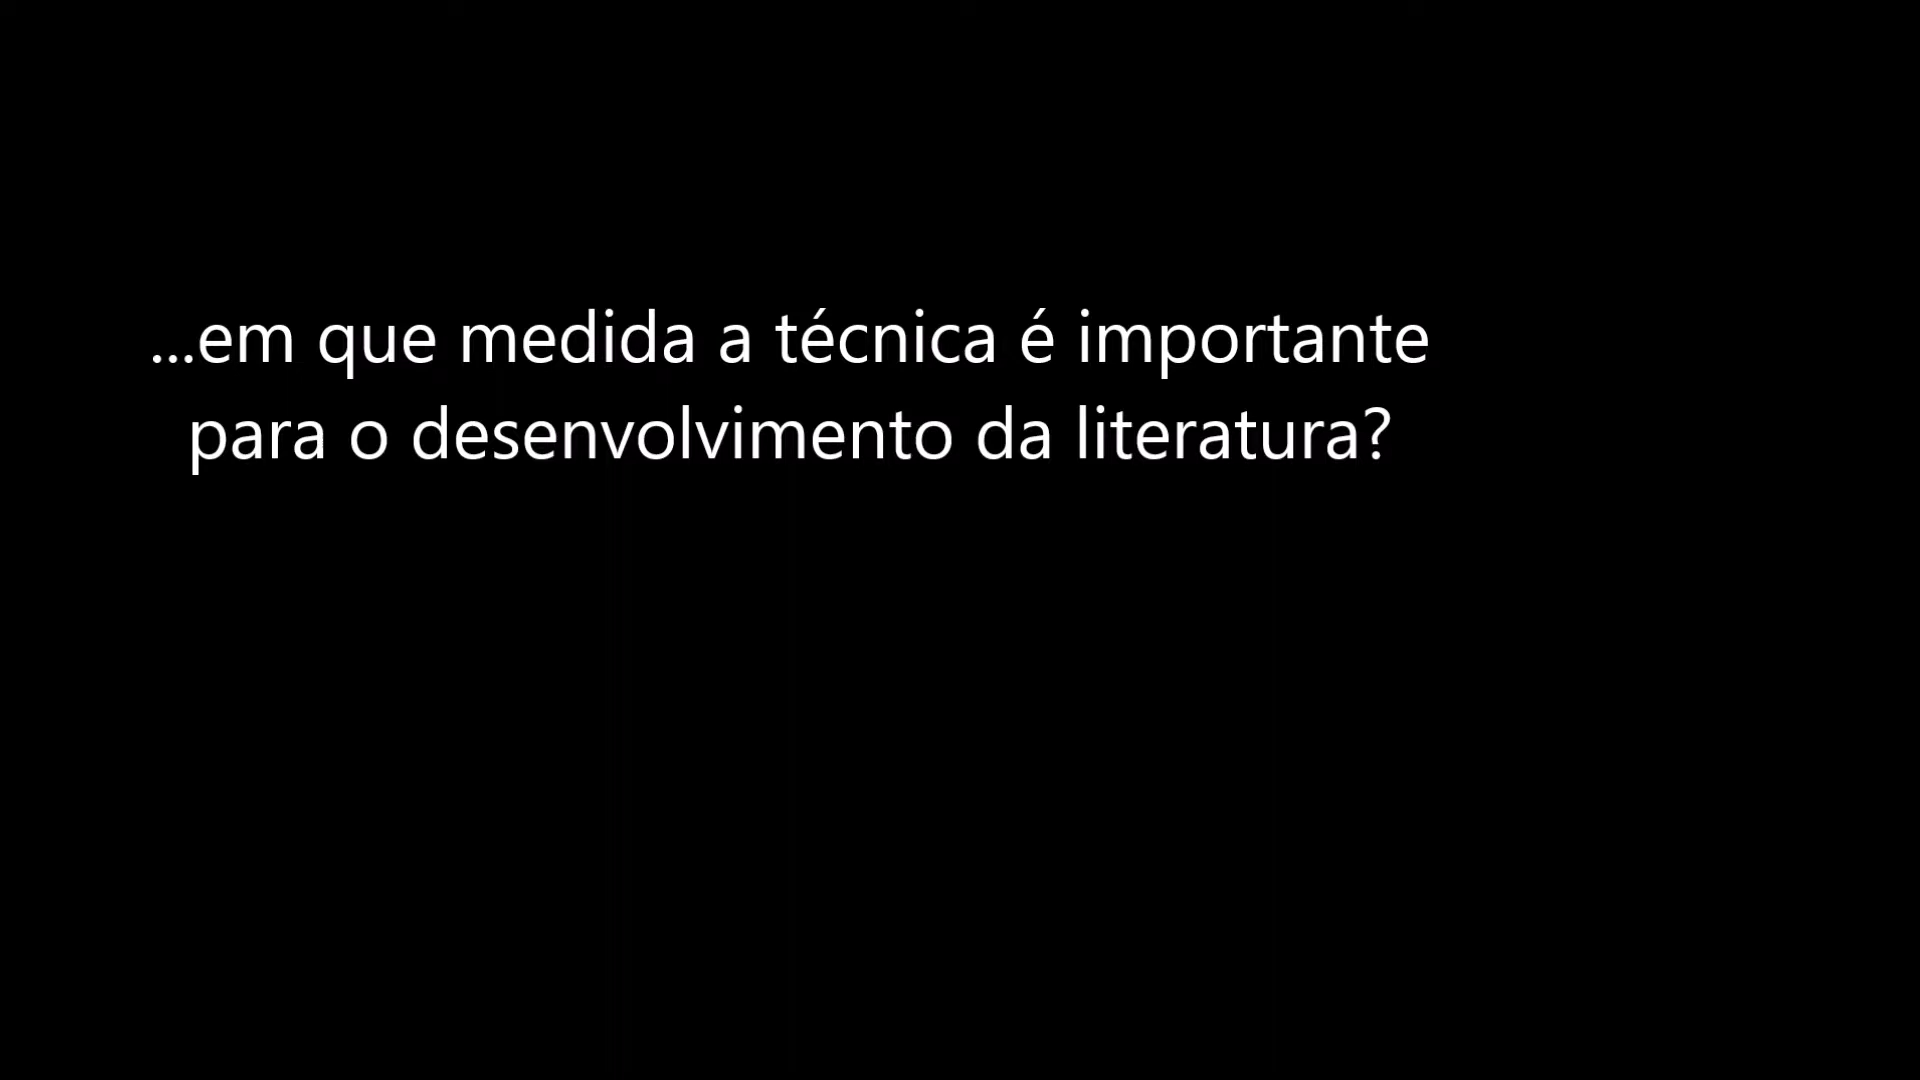 ...em que medida a técnica é importante
para o desenvolvimento da literatura?